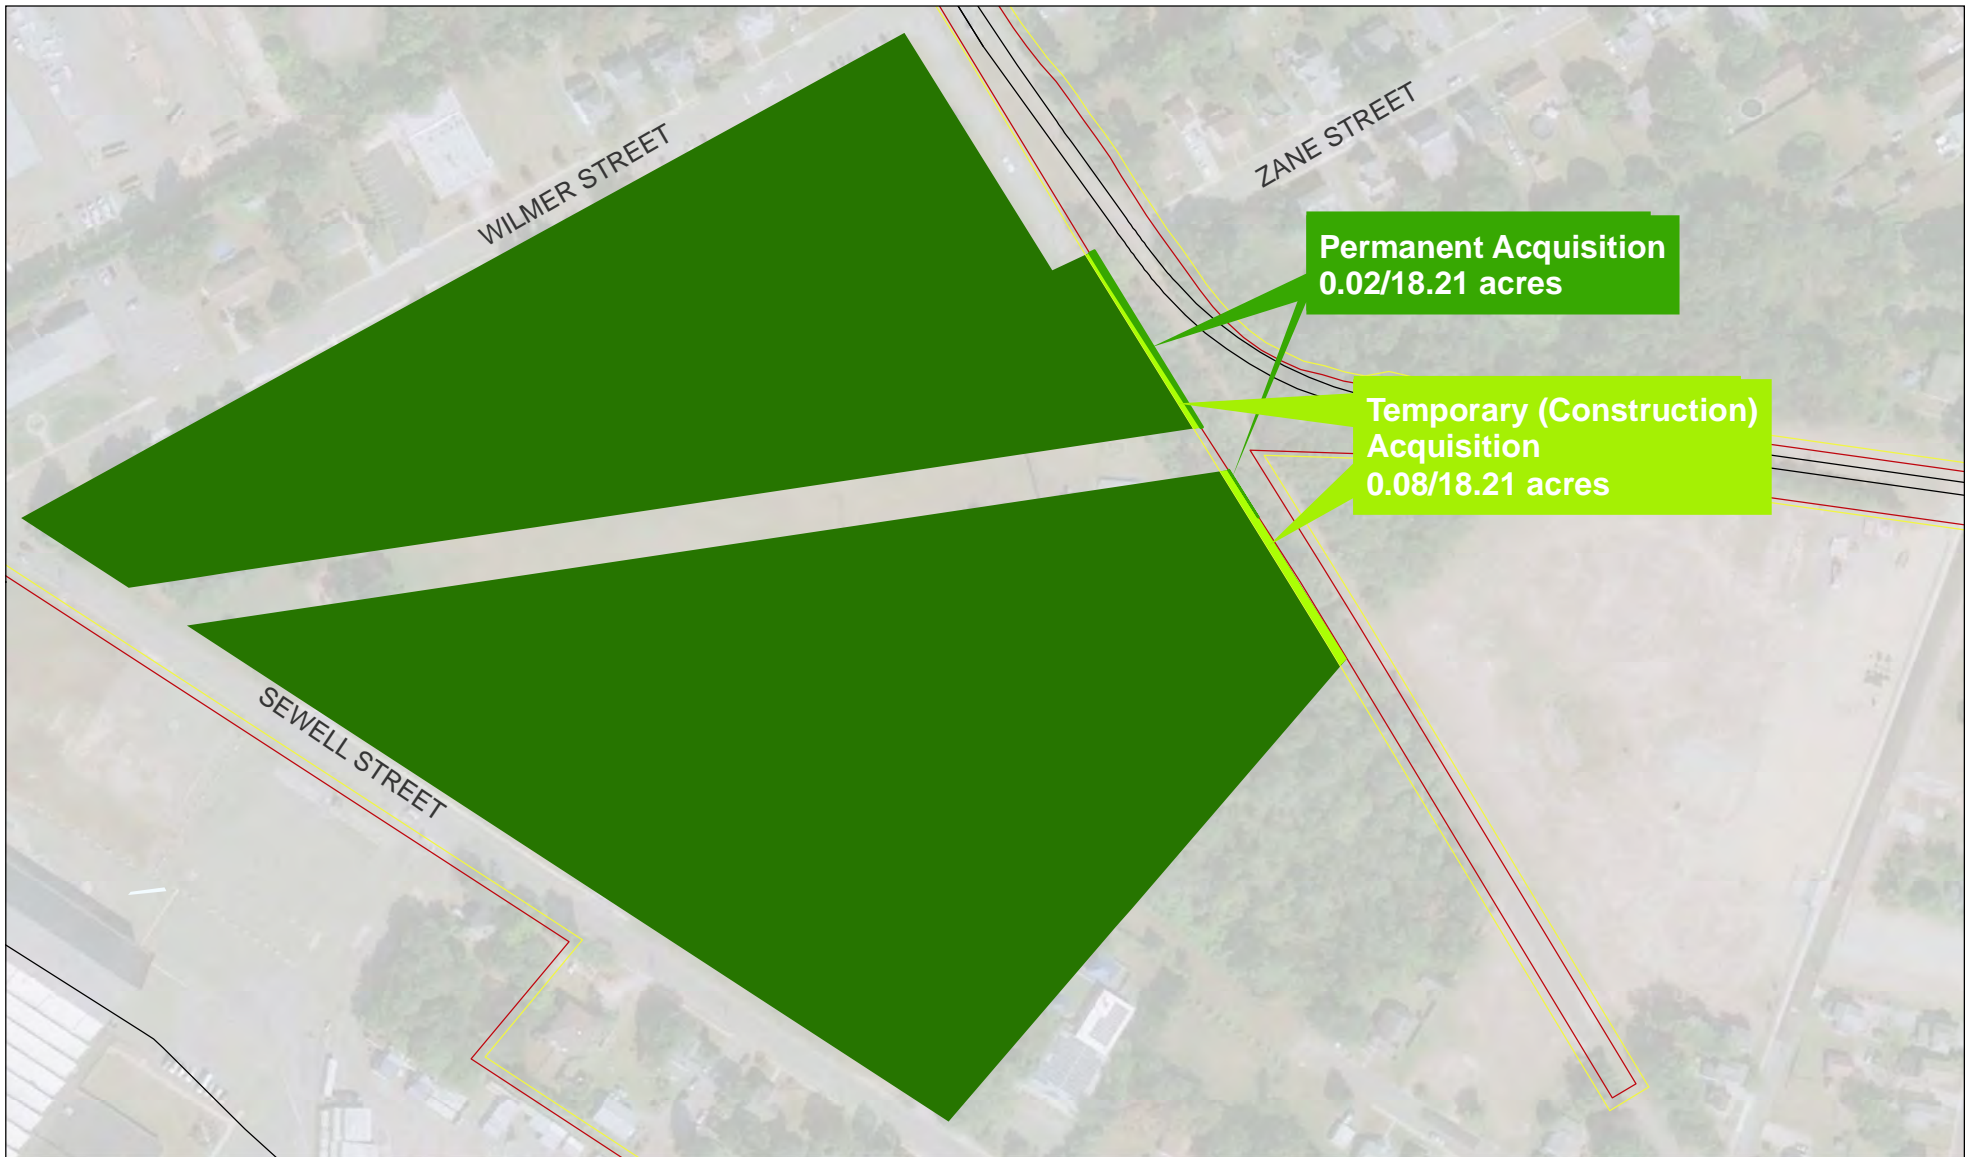 WILMER STREET
ZANE STREET
Permanent Acquisition
0.02/18.21 acres
Temporary (Construction)
Acquisition
0.08/18.21 acres
SEWELL STREET